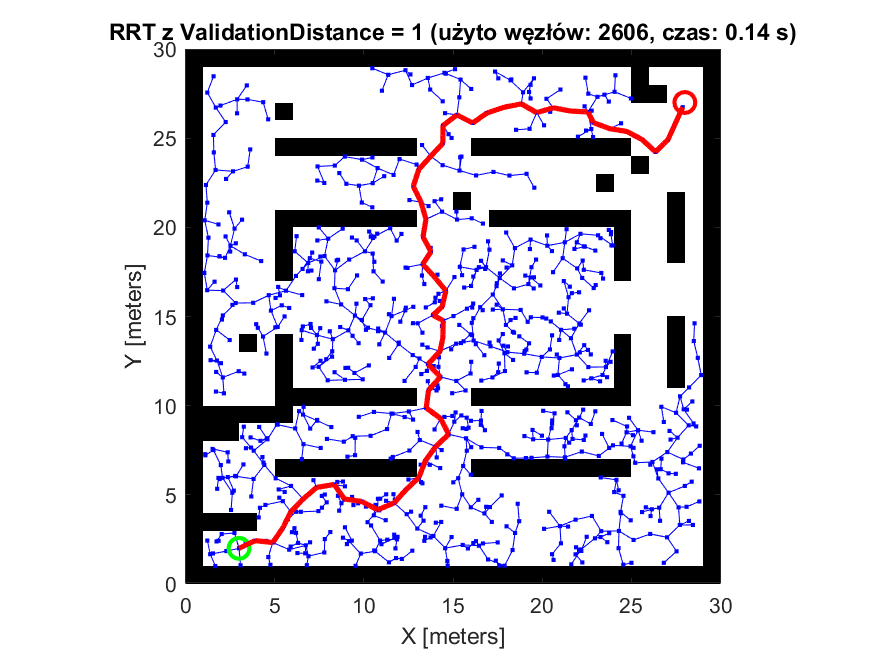 RRT z ValidationDistance = 1 (użyto węzłów: 2606, czas: 0.14 s)
30
25
20
15
10
5
0
Y [meters]
0 5 10 15 20 25 30
X [meters]